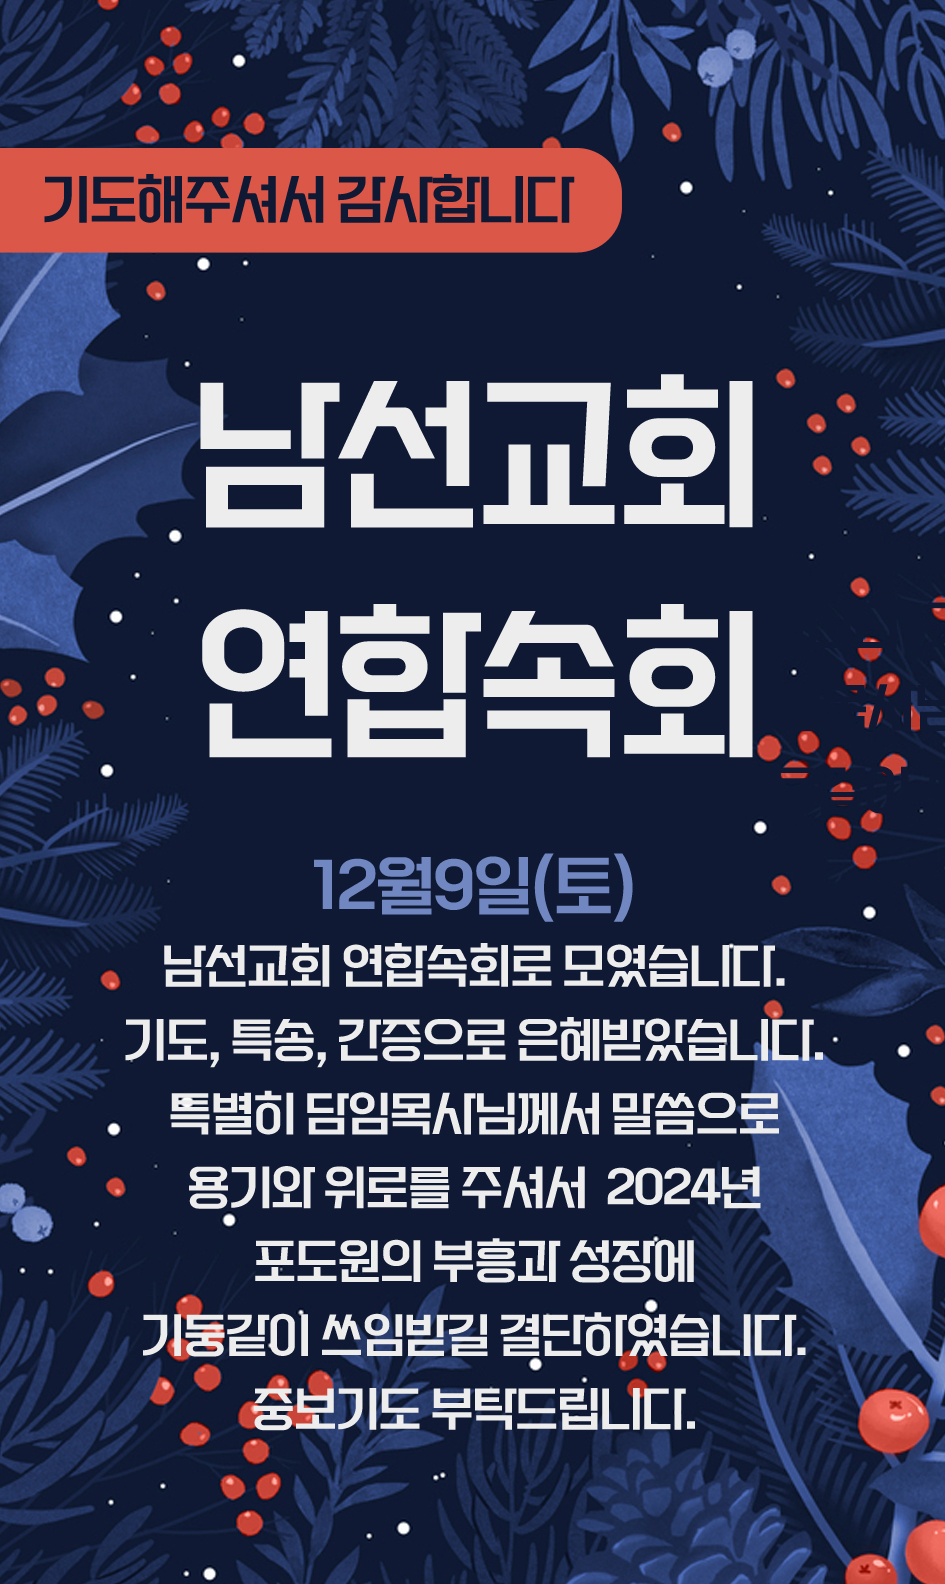 기도해주셔서 감사합니다
남선교회
연합속회
12월9일(토)
남선교회 연합속회로 모였습니다.
기도, 특송, 간증으로 은혜받았습니다.
특별히 담임목사님께서 말씀으로
용기와 위로를 주셔서 2024년
포도원의 부흥과 성장에
기둥같이 쓰임받길 결단하였습니다.
중보기도 부탁드립니다.